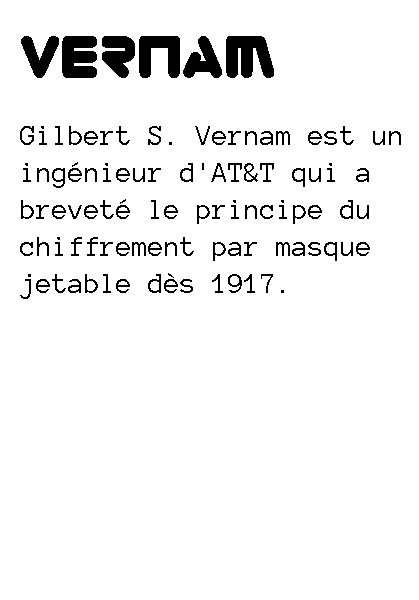 VERNAM
Gilbert S. Vernam est un
ingénieur d'AT&T qui a
breveté le principe du
chiffrement par masque
jetable dès 1917.